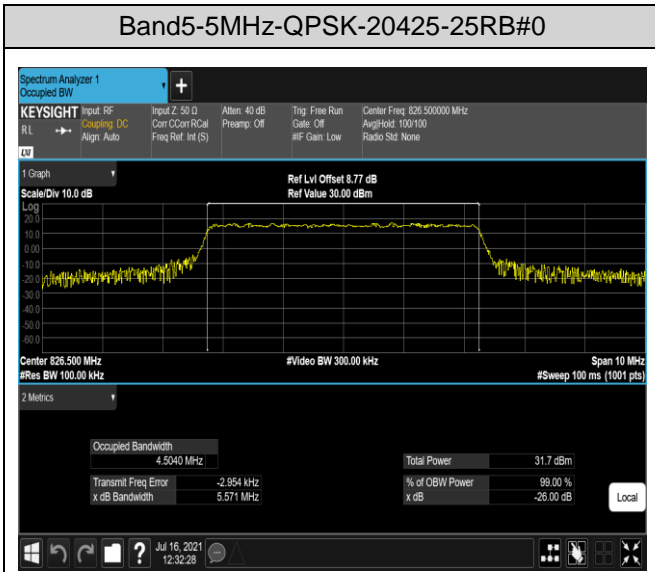 Band5-5MHz-QPSK-20425-25RB#0
Spectrum Analyzer 1
Occupied BW
+
KEYSIGHT Input: RF Input Z: 50 Ω Atten: 40 dB Trig: Free Run Center Freq: 826.500000 MHz
RL Coupling: DC Corr CCorr RCal Preamp: Off Gate: Off Avg|Hold: 100/100
Align: Auto Freq Ref: Int (S) #IF Gain: Low Radio Std: None
LXI
1 Graph Ref Lvl Offset 8.77 dB
Scale/Div 10.0 dB Ref Value 30.00 dBm
Log
20.0
10.0
0.00
-10.0
-20.0
-30.0
-40.0
-50.0
-60.0
Center 826.500 MHz #Video BW 300.00 kHz Span 10 MHz
#Res BW 100.00 kHz #Sweep 100 ms (1001 pts)
2 Metrics
Occupied Bandwidth
4.5040 MHz Total Power 31.7 dBm
Transmit Freq Error -2.954 kHz % of OBW Power 99.00 %
x dB Bandwidth 5.571 MHz x dB -26.00 dB
Local
? Jul 16, 2021
12:32:28